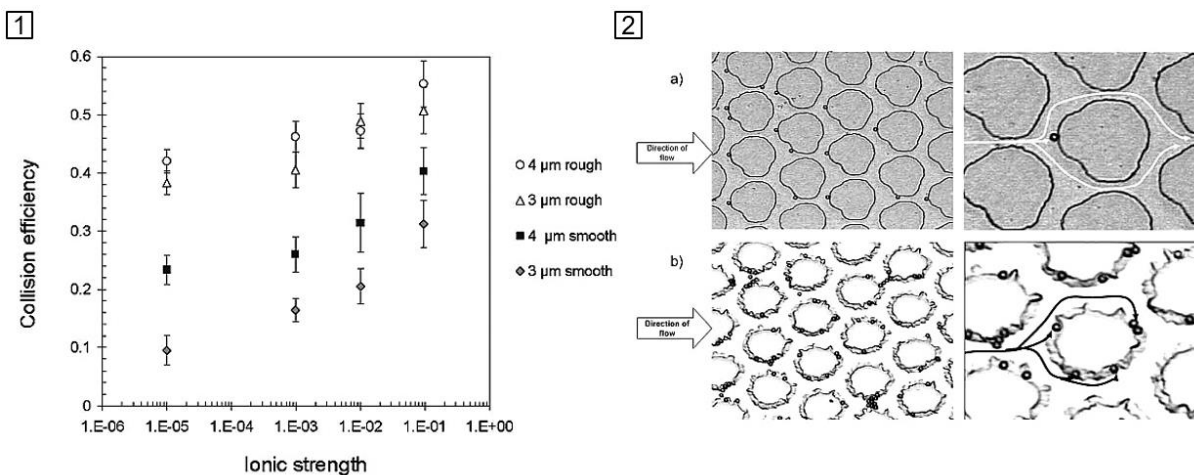 1
2
0.6
0.5
0.4
0.3
0.2
0.1
0
Collision efficiency
1.E-06 1.E-05 1.E-04 1.E-03 1.E-02 1.E-01 1.E+00
Ionic strength
4 µm rough
3 µm rough
4 µm smooth
3 µm smooth
a)
Direction of
flow
b)
Direction of
flow